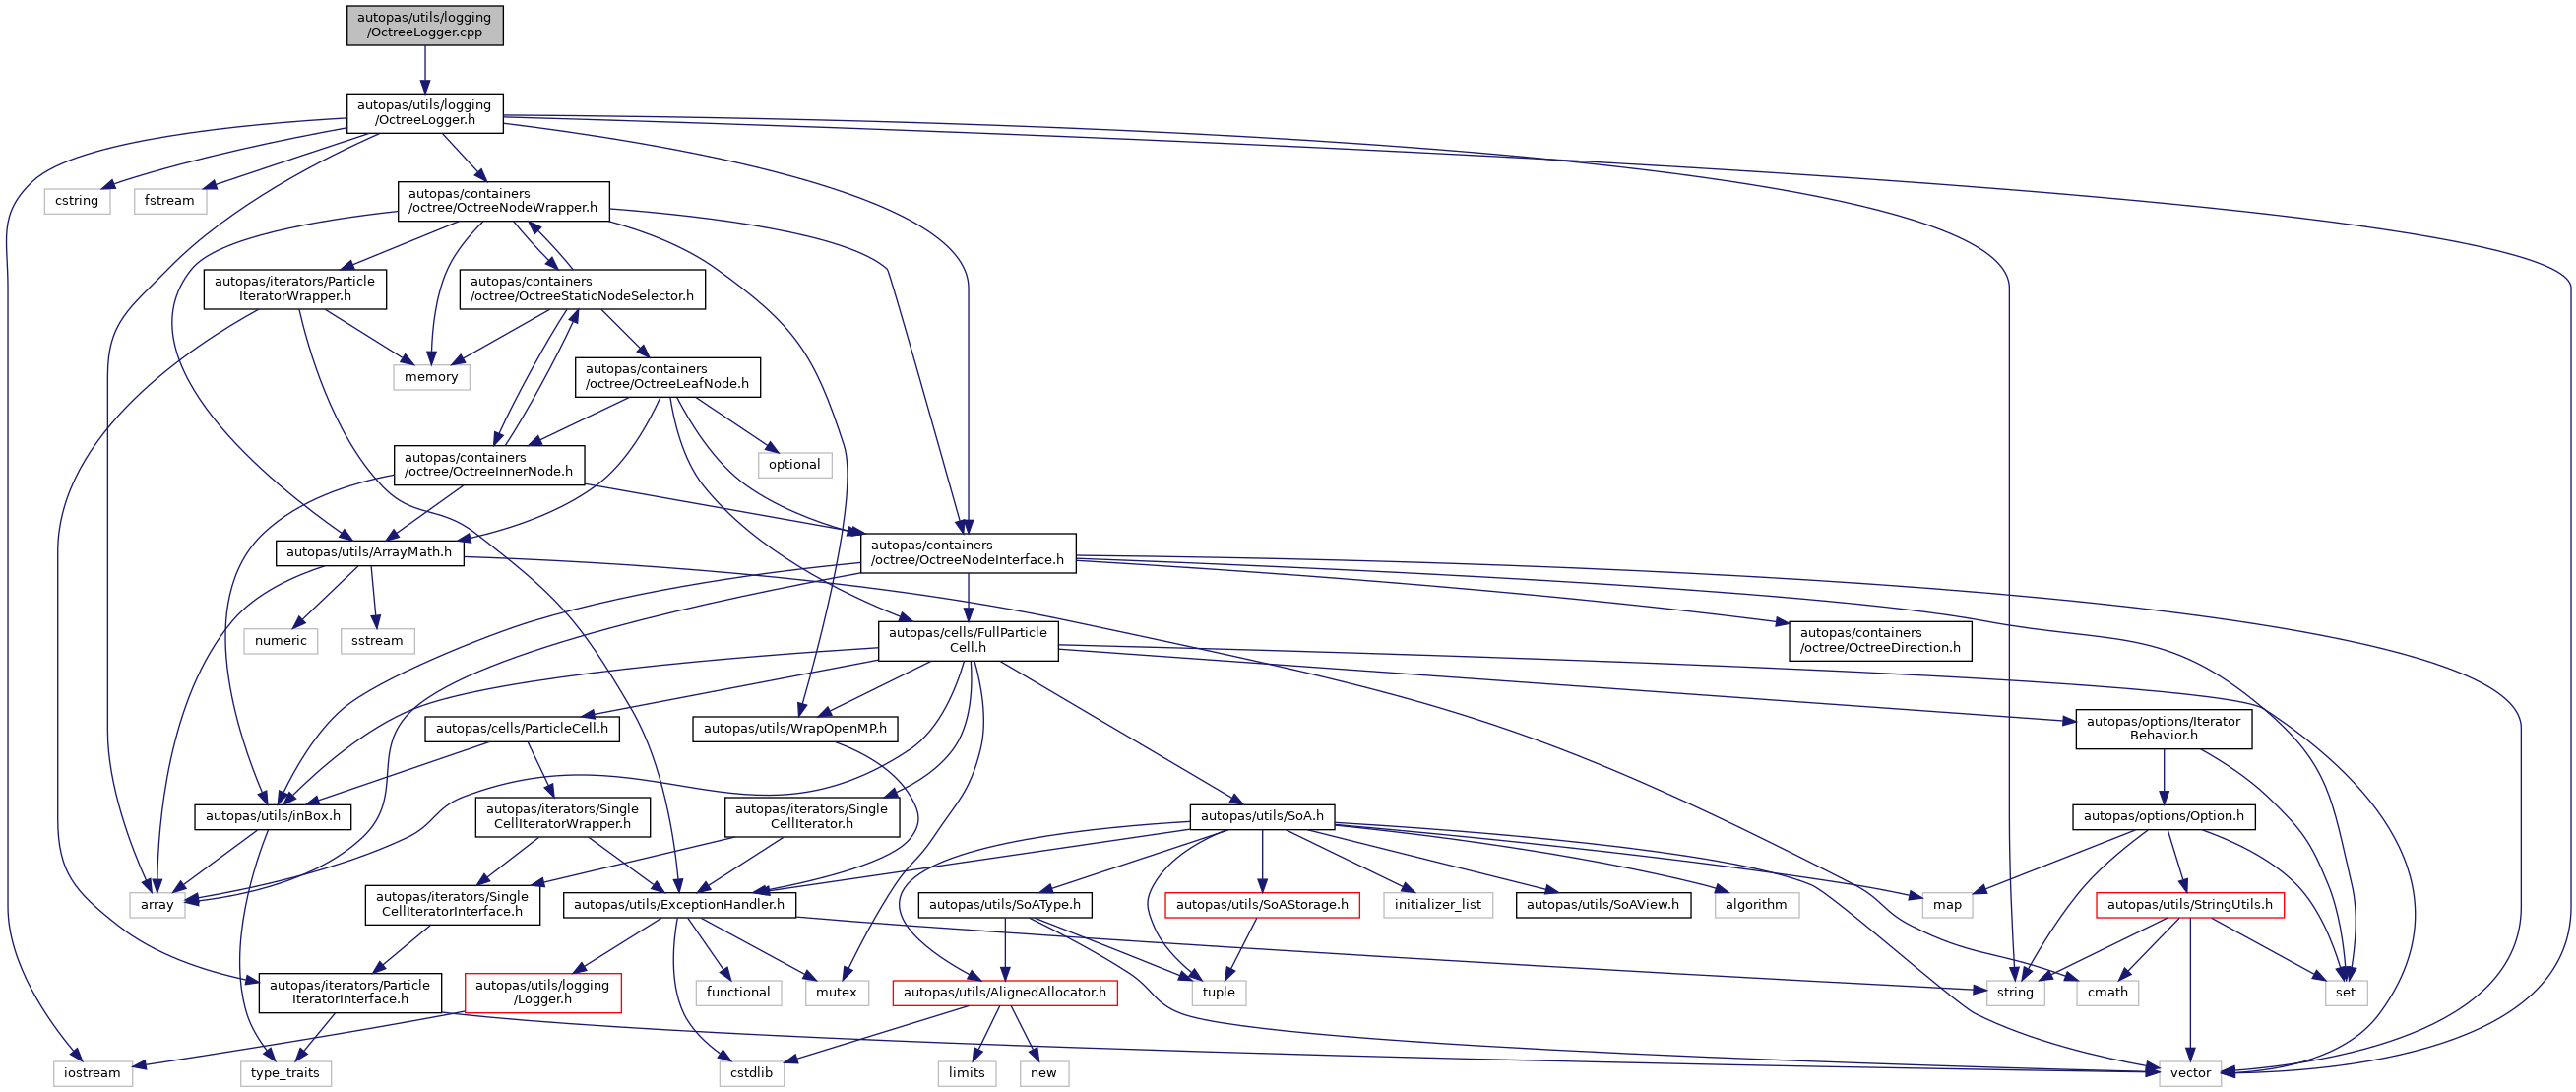 autopas/utils/logging
/OctreeLogger.cpp
autopas/utils/logging
/OctreeLogger.h
cstring
fstream
autopas/containers
/octree/OctreeNodeWrapper.h
autopas/iterators/Particle
IteratorWrapper.h
autopas/containers
/octree/OctreeStaticNodeSelector.h
memory
autopas/containers
/octree/OctreeLeafNode.h
autopas/containers
/octree/OctreeInnerNode.h
optional
autopas/utils/ArrayMath.h
autopas/containers
/octree/OctreeNodeInterface.h
numeric
sstream
autopas/cells/FullParticle
Cell.h
autopas/containers
/octree/OctreeDirection.h
autopas/cells/ParticleCell.h
autopas/utils/WrapOpenMP.h
autopas/options/Iterator
Behavior.h
autopas/utils/inBox.h
autopas/iterators/Single
CellIteratorWrapper.h
autopas/iterators/Single
CellIterator.h
autopas/utils/SoA.h
autopas/options/Option.h
array
autopas/iterators/Single
CellIteratorInterface.h
autopas/utils/ExceptionHandler.h
autopas/utils/SoAType.h
autopas/utils/SoAStorage.h
initializer_list
autopas/utils/SoAView.h
algorithm
map
autopas/utils/StringUtils.h
autopas/iterators/Particle
IteratorInterface.h
autopas/utils/logging
/Logger.h
functional
mutex
autopas/utils/AlignedAllocator.h
tuple
string
cmath
set
iostream
type_traits
cstdlib
limits
new
vector